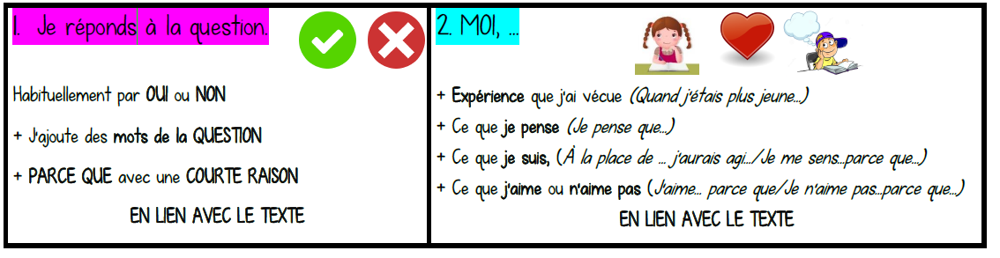 1. Je réponds à la question.
Habituellement par OUI ou NON
+ J'ajoute des mots de la QUESTION
+ PARCE QUE avec une COURTE RAISON
EN LIEN AVEC LE TEXTE
2. MOI, ...
+ Expérience que j'ai vécue (Quand j'étais plus jeune...)
+ Ce que je pense (Je pense que...)
+ Ce que je suis, (À la place de ... j'aurais agi.../Je me sens...parce que...)
+ Ce que j'aime ou n'aime pas (J'aime... parce que/Je n'aime pas...parce que...)
EN LIEN AVEC LE TEXTE